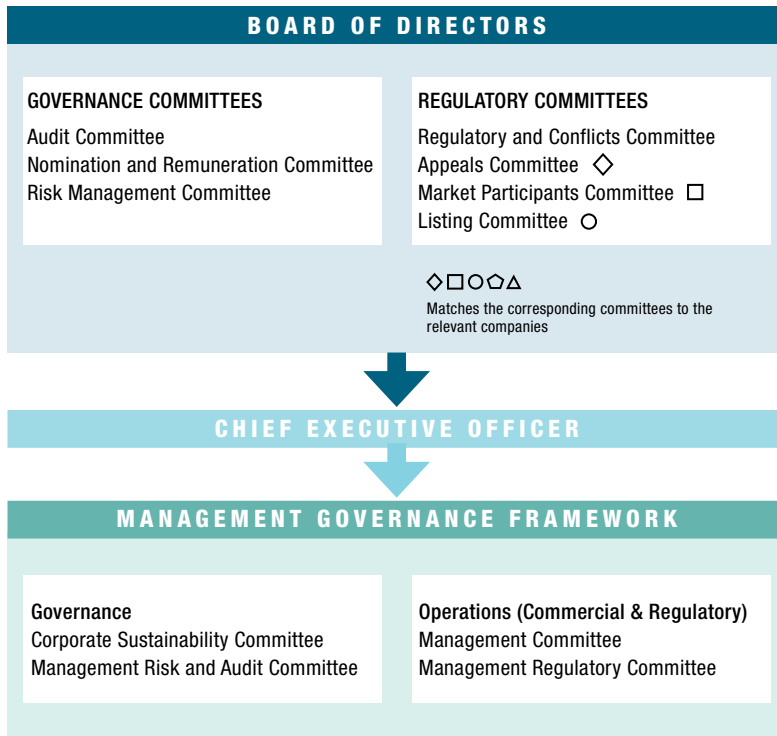 BOARD OF DIRECTORS
GOVERNANCE COMMITTEES
Audit Committee
Nomination and Remuneration Committee
Risk Management Committee
REGULATORY COMMITTEES
Regulatory and Conflicts Committee
Appeals Committee
Market Participants Committee
Listing Committee
Matches the corresponding committees to the
relevant companies
CHIEF EXECUTIVE OFFICER
MANAGEMENT GOVERNANCE FRAMEWORK
Governance
Corporate Sustainability Committee
Management Risk and Audit Committee
Operations (Commercial & Regulatory)
Management Committee
Management Regulatory Committee